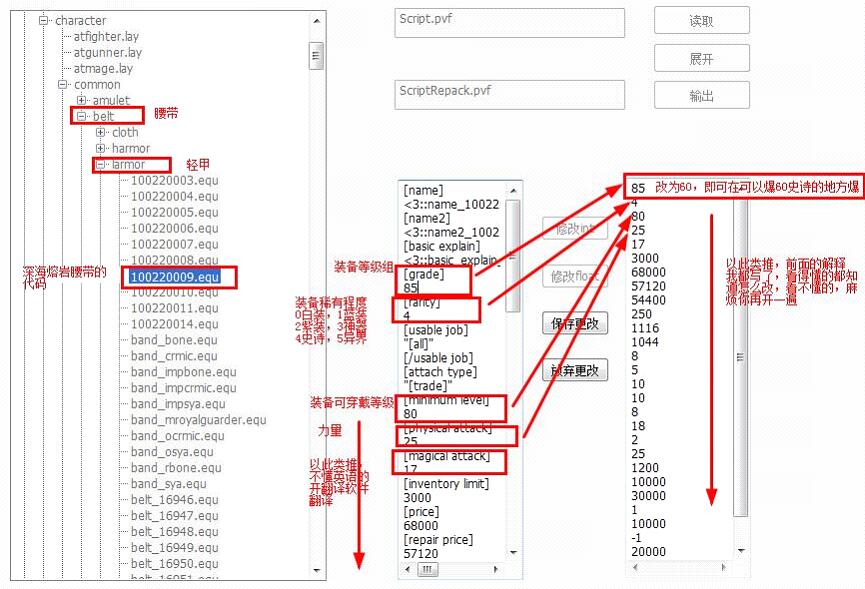 character
atfighter.lay
atgunner.lay
atmage.lay
common
amulet
belt
腰带
cloth
harmor
larmor
轻甲
100220003.equ
100220004.equ
100220005.equ
100220006.equ
100220007.equ
100220008.equ
100220009.equ
100220010.equ
100220011.equ
100220014.equ
band_bone.equ
band_crmic.equ
band_impbone.equ
band_impcrmic.equ
band_impsya.equ
band_mroyalguarder.equ
band_ocrmic.equ
band_osya.equ
band_rbone.equ
band_sya.equ
belt_16946.equ
belt_16947.equ
belt_16948.equ
belt_16949.equ
belt_16950.equ
belt_16951.equ
深海熔岩腰带的
代码
Script.pvf
ScriptRepack.pvf
读取
展开
输出
装备等级组
装备稀有程度
0白装，1蓝装
2紫装，3神器
4史诗，5异界
装备可穿戴等级
力量
以此类推，
不懂英语的
开翻译软件
翻译
[name]
<3::name_10022
[name2]
<3::name2_1002
[basic explain]
<3::basic_explain_
[grade]
85
[rarity]
4
[usable job]
"[all]"
[/usable job]
[attach type]
"[trade]"
[minimum level]
80
[physical attack]
25
[magical attack]
17
[inventory limit]
3000
[price]
68000
[repair price]
57120
修改int
修改float
保存更改
放弃更改
85 改为60，即可在可以爆60史诗的地方爆
4
80
25
17
3000
68000
57120
54400
250
1116
1044
8
5
10
10
8
18
2
25
1200
10000
30000
1
10000
-1
20000
以此类推，前面的解释
我都写了，看得懂的都知
道怎么改，看不懂的，麻
烦你再开一遍